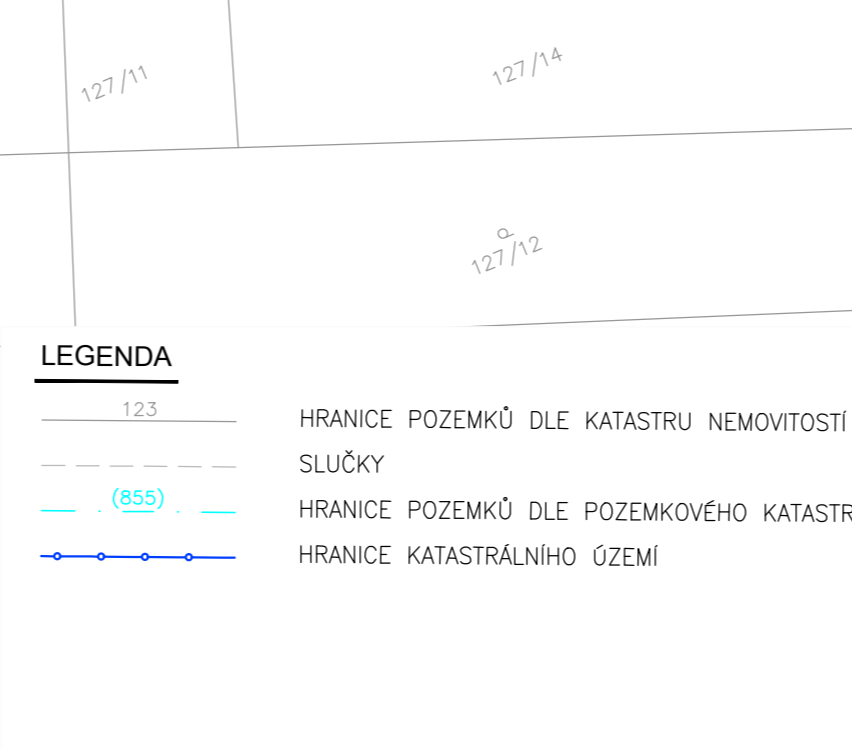 127/11
127/14
127/12
LEGENDA
123
HRANICE POZEMKŮ DLE KATASTRU NEMOVITOSTÍ
SLUČKY
(855)
HRANICE POZEMKŮ DLE POZEMKOVÉHO KATASTR
HRANICE KATASTRÁLNÍHO ÚZEMÍ